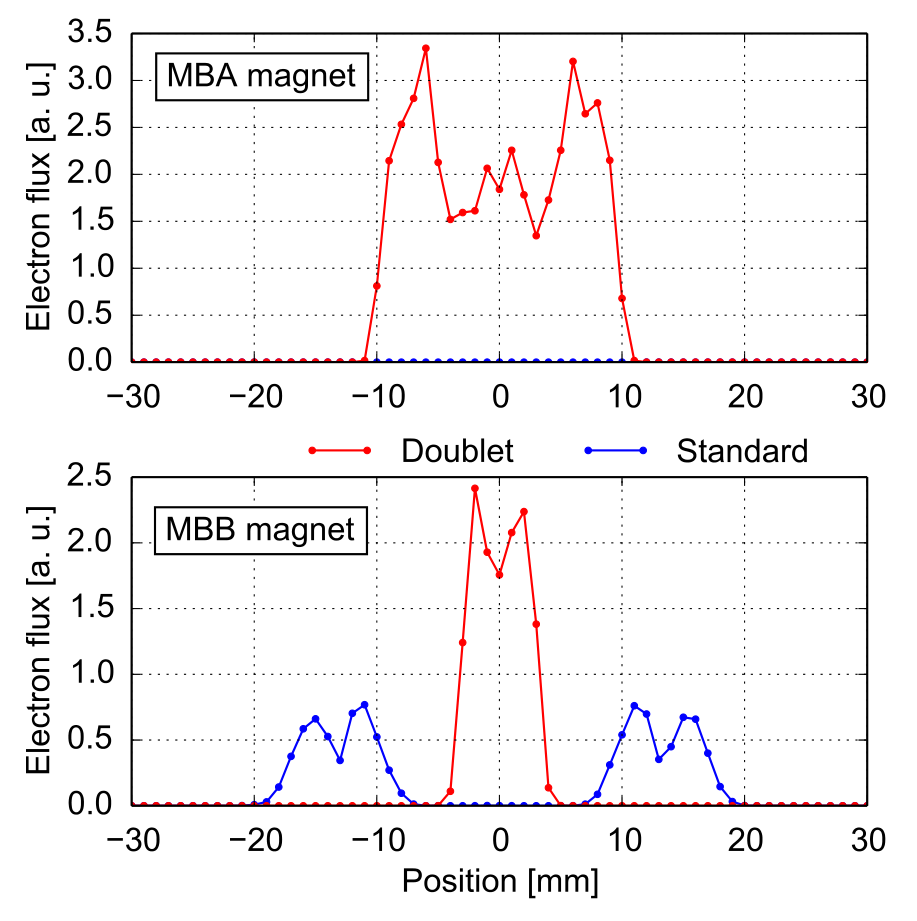 3.5
3.0
2.5
2.0
1.5
1.0
0.5
0.0
Electron flux [a. u.]
MBA magnet
−30 −20 −10 0 10 20 30
Doublet Standard
2.5
2.0
1.5
1.0
0.5
0.0
Electron flux [a. u.]
MBB magnet
−30 −20 −10 0 10 20 30
Position [mm]